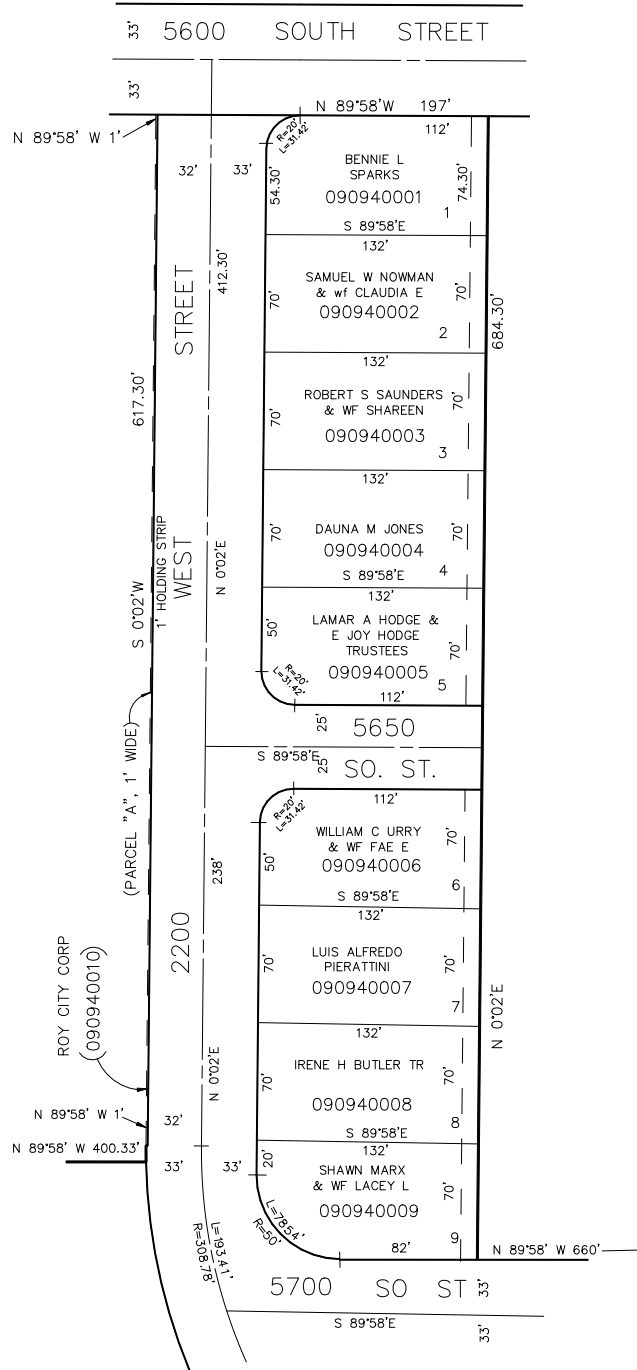 33'
5600 SOUTH STREET
33'
N 89°58'W 197'
N 89°58' W 1'
R=20'
L=31.42'
112'
32'
33'
54.30'
BENNIE L
SPARKS
090940001
74.30'
1
S 89°58'E
132'
412.30'
70'
SAMUEL W NOWMAN
& wf CLAUDIA E
090940002
70'
2
684.30'
132'
STREET
617.30'
70'
ROBERT S SAUNDERS
& WF SHAREEN
090940003
70'
3
132'
1' HOLDING STRIP
WEST
N 0°02'E
S 0°02'W
70'
DAUNA M JONES
090940004
70'
S 89°58'E
4
132'
50'
LAMAR A HODGE &
E JOY HODGE
TRUSTEES
090940005
70'
5
R=20'
L=31.42'
112'
25'
5650
S 89°58'E
25'
SO. ST.
(PARCEL "A", 1' WIDE)
R=20'
L=31.42'
112'
WILLIAM C URRY
& WF FAE E
090940006
70'
50'
6
238'
S 89°58'E
132'
2200
70'
LUIS ALFREDO
PIERATTINI
090940007
70'
7
N 0°02'E
132'
ROY CITY CORP
(090940010)
N 0°02'E
70'
IRENE H BUTLER TR
090940008
70'
8
N 89°58' W 1'
32'
S 89°58'E
132'
N 89°58' W 400.33'
33'
33'
20'
SHAWN MARX
& WF LACEY L
090940009
70'
9
L=7854'
R=50'
82'
N 89°58' W 660'
L=193.41'
R=308.78'
5700 SO ST
33'
S 89°58'E
33'